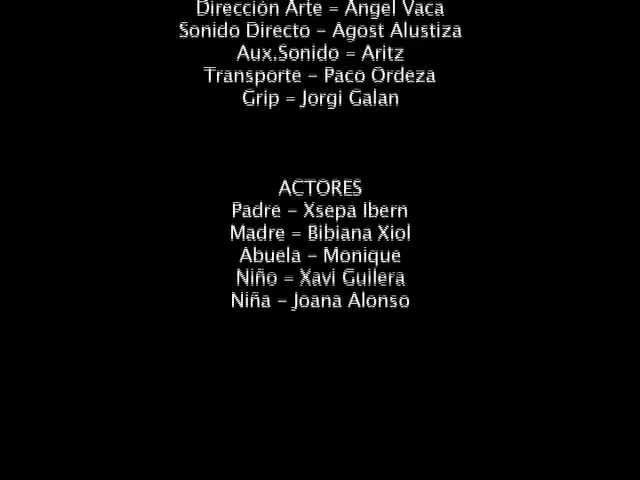 Dirección Arte = Angel Vaca
Sonido Directo - Agost Alustiza
Aux.Sonido = Aritz
Transporte - Paco Ordeza
Grip = Jorgi Galan
ACTORES
Padre - Xsepa Ibern
Madre = Bibiana Xiol
Abuela - Monique
Niño = Xavi Guilera
Niña - Joana Alonso